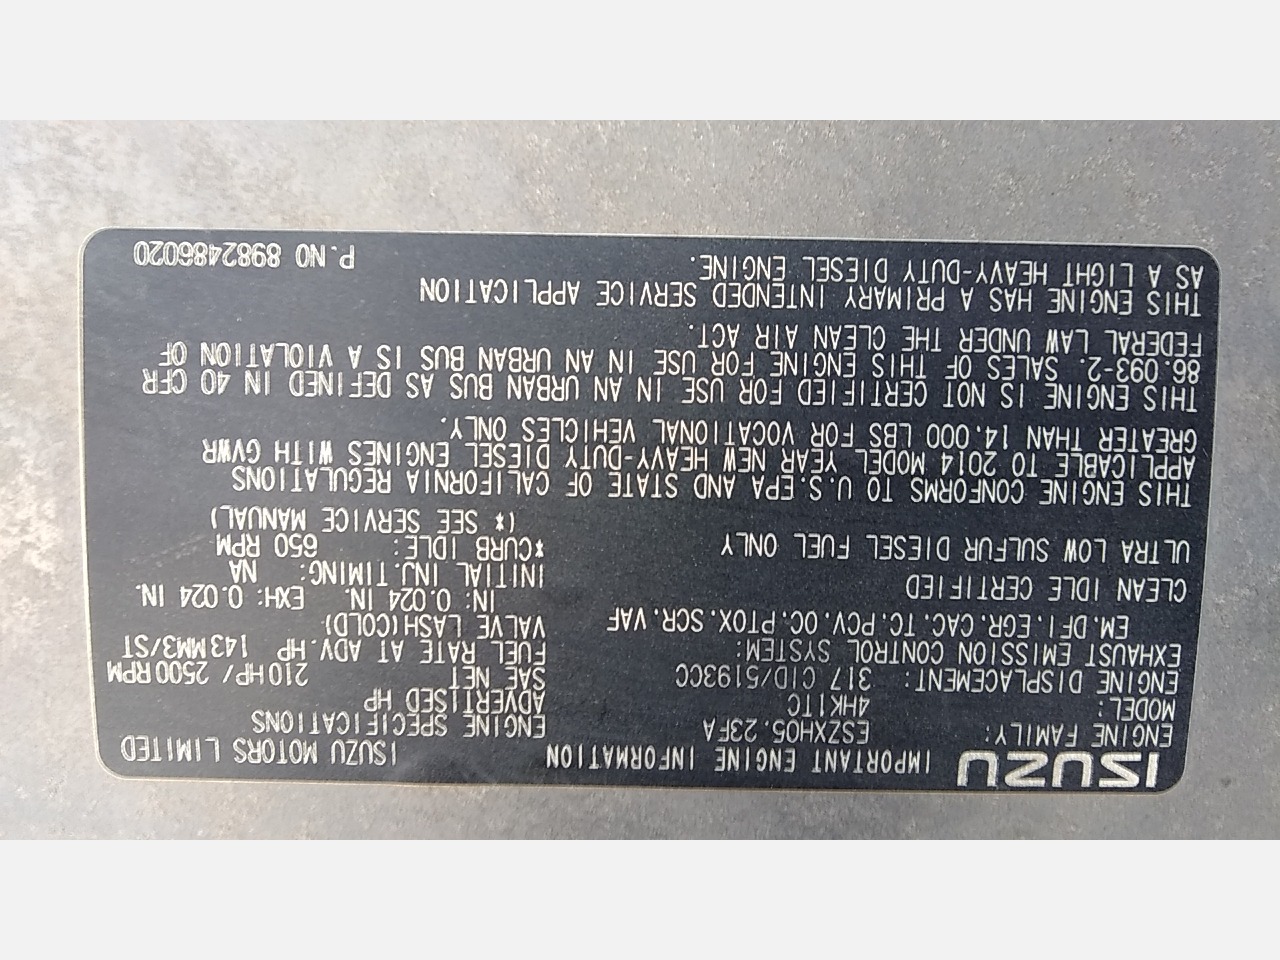 ISUZU IMPORTANT ENGINE INFORMATION ISUZU MOTORS LIMITED
ENGINE FAMILY: ESZXH05.23FA
MODEL: 4HK1TC
ENGINE DISPLACEMENT: 317 CID/5193CC
EXHAUST EMISSION CONTROL SYSTEM:
EM.DFI.EGR.CAC.TC.PCV.OC.PTOX.SCR.VAF
CLEAN IDLE CERTIFIED
ULTRA LOW SULFUR DIESEL FUEL ONLY
ENGINE SPECIFICATIONS
ADVERTISED HP
SAE NET 210HP/2500RPM
FUEL RATE AT ADV.HP 143MM3/ST
VALVE LASH(COLD)
IN: 0.024 IN. EXH: 0.024 IN.
INITIAL INJ.TIMING: NA
*CURB IDLE: 650 RPM
(* SEE SERVICE MANUAL)
THIS ENGINE CONFORMS TO U.S.EPA AND STATE OF CALIFORNIA REGULATIONS
APPLICABLE TO 2014 MODEL YEAR NEW HEAVY-DUTY DIESEL ENGINES WITH GVWR
GREATER THAN 14,000 LBS FOR VOCATIONAL VEHICLES ONLY.
THIS ENGINE IS NOT CERTIFIED FOR USE IN AN URBAN BUS AS DEFINED IN 40 CFR
86.093-2. SALES OF THIS ENGINE FOR USE IN AN URBAN BUS IS A VIOLATION OF
FEDERAL LAW UNDER THE CLEAN AIR ACT.
THIS ENGINE HAS A PRIMARY INTENDED SERVICE APPLICATION
AS A LIGHT HEAVY-DUTY DIESEL ENGINE.
P.NO 8982486020